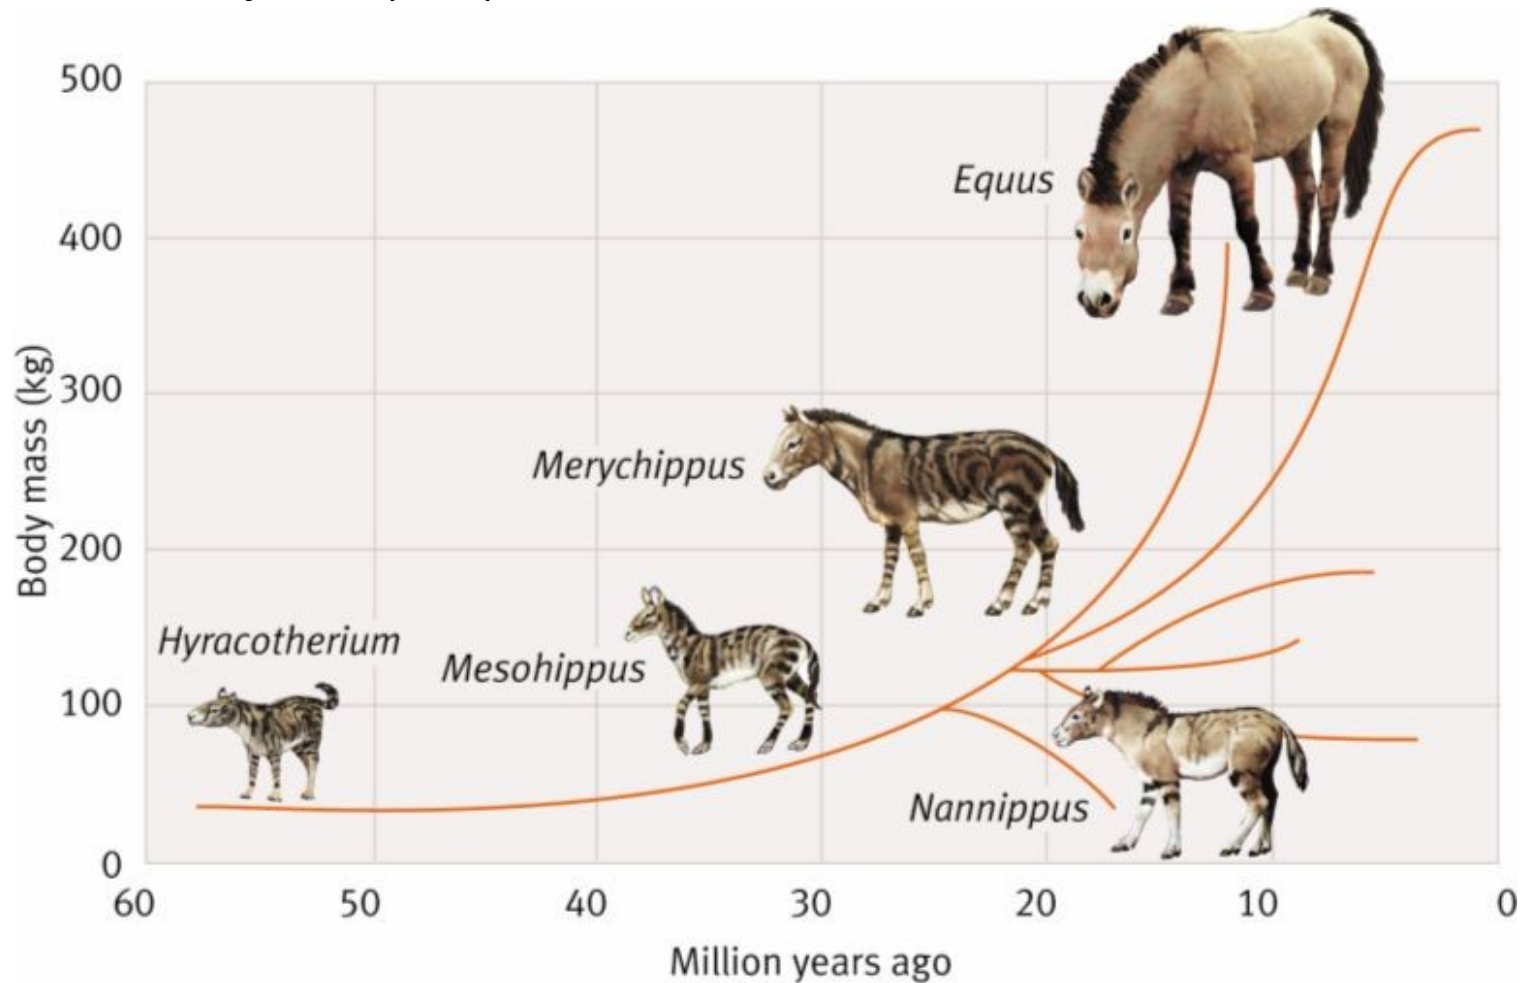 500
Equus
400
300
Merychippus
200
Hyracotherium
Mesohippus
100
Nannippus
0
60 50 40 30 20 10 0
Million years ago
Body mass (kg)